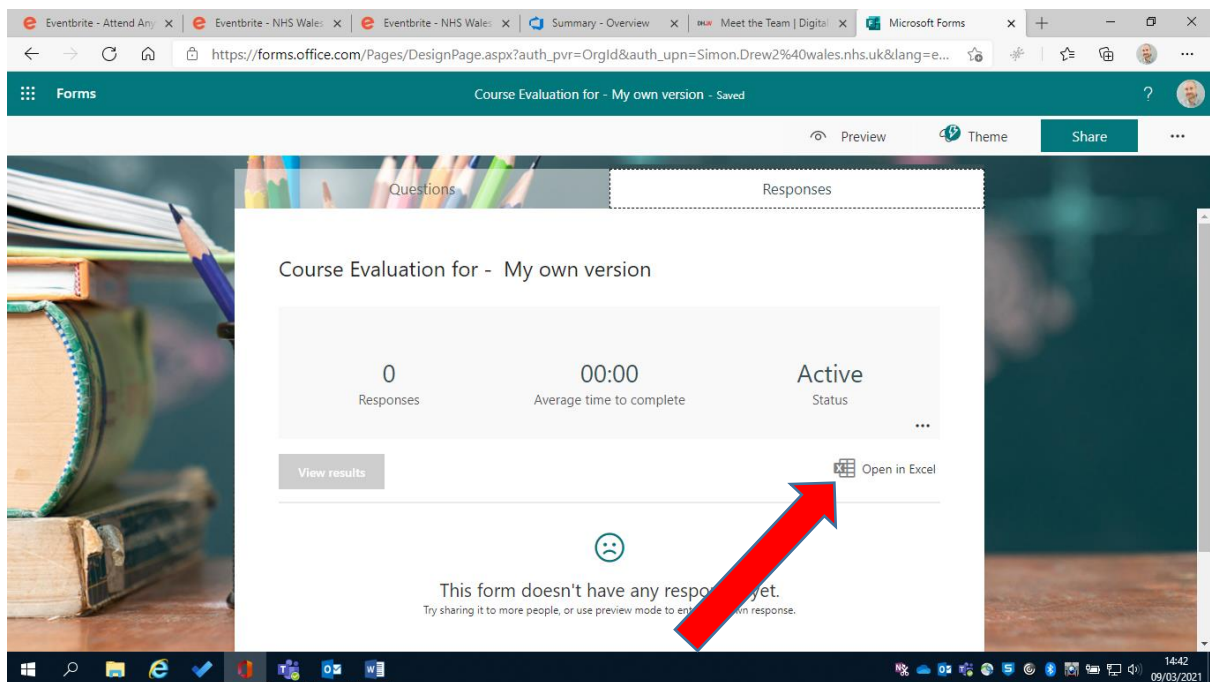 Eventbrite - Attend Any
Eventbrite - NHS Wales
Eventbrite - NHS Wales
Summary - Overview
Meet the Team | Digital
Microsoft Forms
https://forms.office.com/Pages/DesignPage.aspx?auth_pvr=OrgId&auth_upn=Simon.Drew2%40wales.nhs.uk&lang=e...
Forms
Course Evaluation for - My own version - Saved
?
Preview
Theme
Share
Questions
Responses
Course Evaluation for - My own version
0
00:00
Active
Responses
Average time to complete
Status
View results
Open in Excel
This form doesn't have any yet.
Try sharing it to more people, or use preview mode to response.
14:42
09/03/2021